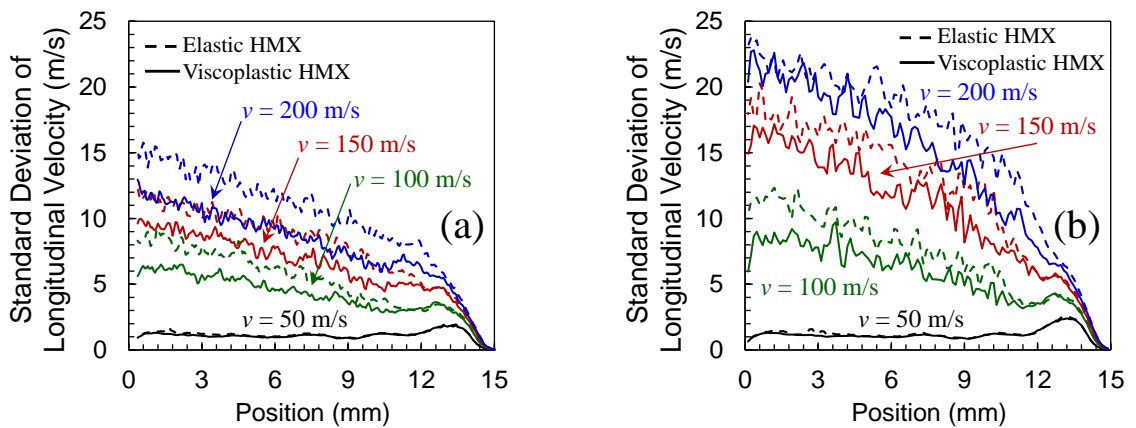 Standard Deviation of
Longitudinal Velocity (m/s)
25
20
15
10
5
0
Elastic HMX
Viscoplastic HMX
v = 200 m/s
v = 150 m/s
v = 100 m/s
(a)
v = 50 m/s
0 3 6 9 12 15
Position (mm)
Standard Deviation of
Longitudinal Velocity (m/s)
25
20
15
10
5
0
Elastic HMX
Viscoplastic HMX
v = 200 m/s
v = 150 m/s
(b)
v = 100 m/s
v = 50 m/s
0 3 6 9 12 15
Position (mm)